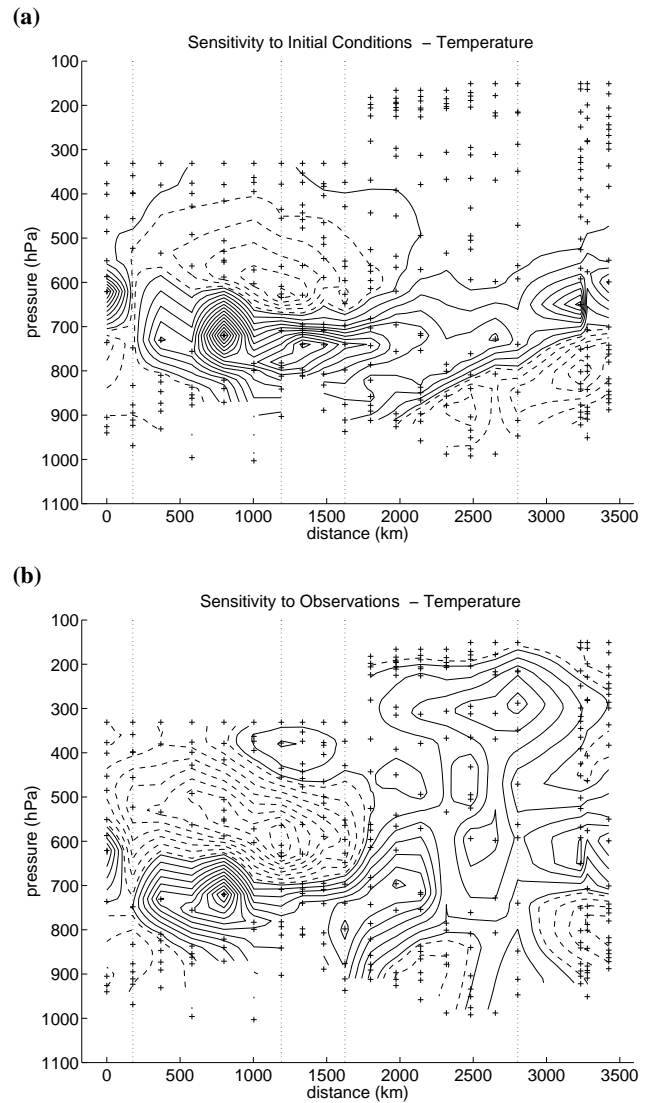 (a)
Sensitivity to Initial Conditions − Temperature
100
200
300
400
500
600
700
800
900
1000
1100
pressure (hPa)
0 500 1000 1500 2000 2500 3000 3500
distance (km)
(b)
Sensitivity to Observations − Temperature
100
200
300
400
500
600
700
800
900
1000
1100
pressure (hPa)
0 500 1000 1500 2000 2500 3000 3500
distance (km)